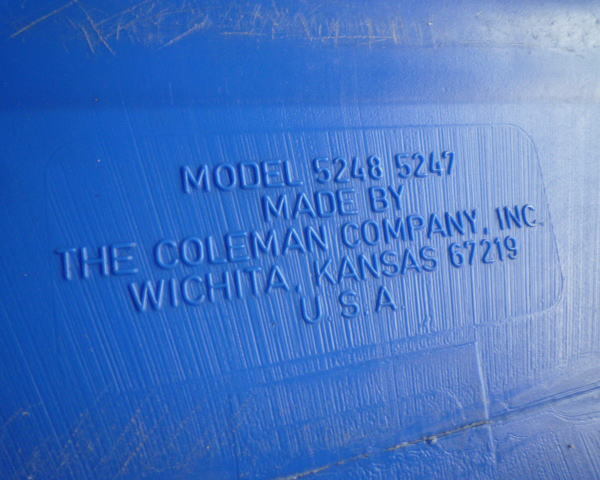 MODEL 5248 5247
MADE BY
THE COLEMAN COMPANY, INC.
WICHITA, KANSAS 67219
U.S.A.